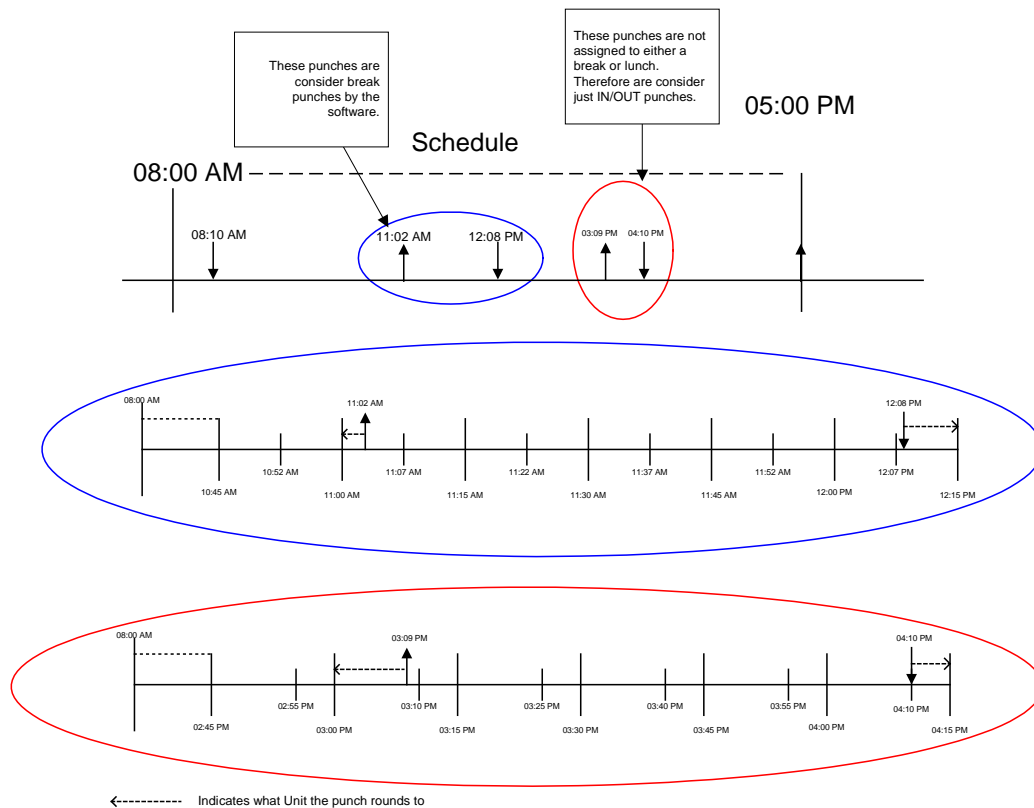 These punches are
consider break
punches by the
software.
These punches are not
assigned to either a
break or lunch.
Therefore are consider
just IN/OUT punches.
05:00 PM
Schedule
08:00 AM
08:10 AM
11:02 AM
12:08 PM
03:09 PM
04:10 PM
08:00 AM
11:02 AM
12:08 PM
10:52 AM
11:07 AM
11:22 AM
11:37 AM
11:52 AM
12:07 PM
10:45 AM
11:00 AM
11:15 AM
11:30 AM
11:45 AM
12:00 PM
12:15 PM
08:00 AM
03:09 PM
04:10 PM
02:55 PM
03:10 PM
03:25 PM
03:40 PM
03:55 PM
04:10 PM
02:45 PM
03:00 PM
03:15 PM
03:30 PM
03:45 PM
04:00 PM
04:15 PM
Indicates what Unit the punch rounds to